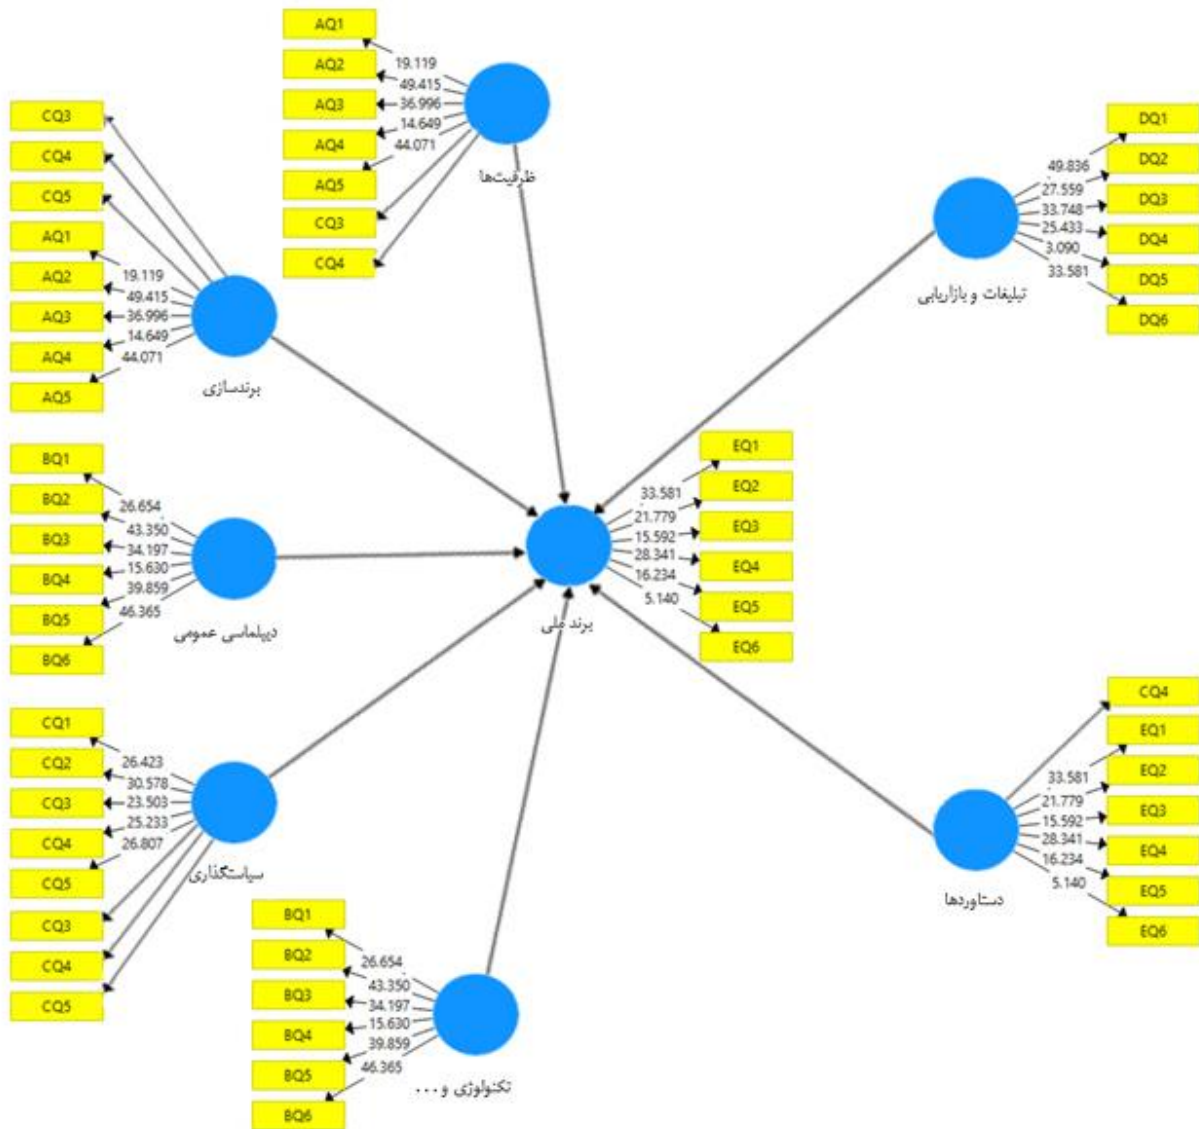 AQ1
AQ2
AQ3
AQ4
AQ5
CQ3
CQ4
19.119
49.415
36.996
14.649
44.071
ظرفیت‌ها
CQ3
CQ4
CQ5
AQ1
AQ2
AQ3
AQ4
AQ5
19.119
49.415
36.996
14.649
44.071
برندسازی
DQ1
DQ2
DQ3
DQ4
DQ5
DQ6
49.836
27.559
33.748
25.433
3.090
33.581
تبلیغات و بازاریابی
BQ1
BQ2
BQ3
BQ4
BQ5
BQ6
26.654
43.350
34.197
15.630
39.859
46.365
دیپلماسی عمومی
EQ1
EQ2
EQ3
EQ4
EQ5
EQ6
33.581
21.779
15.592
28.341
16.234
5.140
برند ملی
CQ1
CQ2
CQ3
CQ4
CQ5
CQ3
CQ4
CQ5
26.423
30.578
23.503
25.233
26.807
سیاستگذاری
CQ4
EQ1
EQ2
EQ3
EQ4
EQ5
EQ6
33.581
21.779
15.592
28.341
16.234
5.140
دستاوردها
BQ1
BQ2
BQ3
BQ4
BQ5
BQ6
26.654
43.350
34.197
15.630
39.859
46.365
تکنولوژی و ...